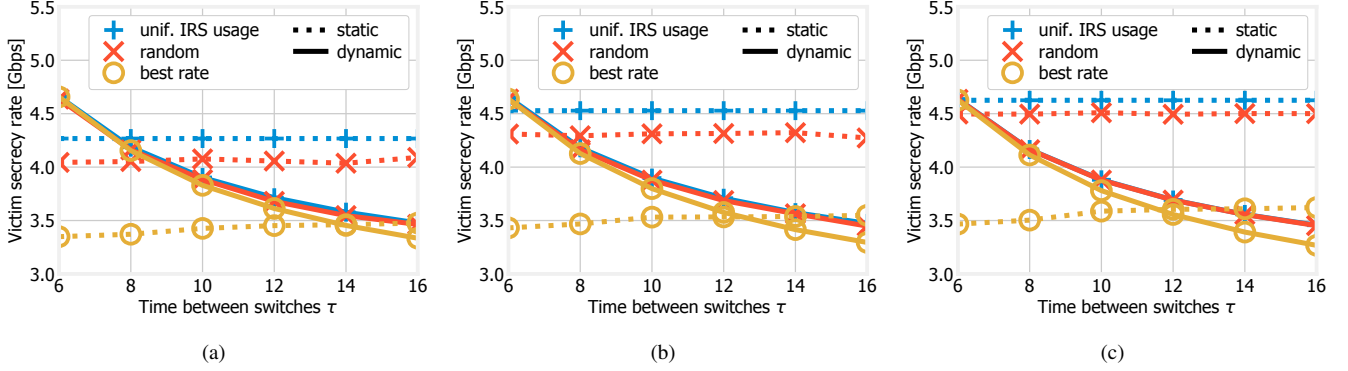 5.5
5.0
4.5
4.0
3.5
3.0
Victim secrecy rate [Gbps]
unif. IRS usage
random
best rate
static
dynamic
6 8 10 12 14 16
Time between switches τ
(a)
5.5
5.0
4.5
4.0
3.5
3.0
Victim secrecy rate [Gbps]
unif. IRS usage
random
best rate
static
dynamic
6 8 10 12 14 16
Time between switches τ
(b)
5.5
5.0
4.5
4.0
3.5
3.0
Victim secrecy rate [Gbps]
unif. IRS usage
random
best rate
static
dynamic
6 8 10 12 14 16
Time between switches τ
(c)